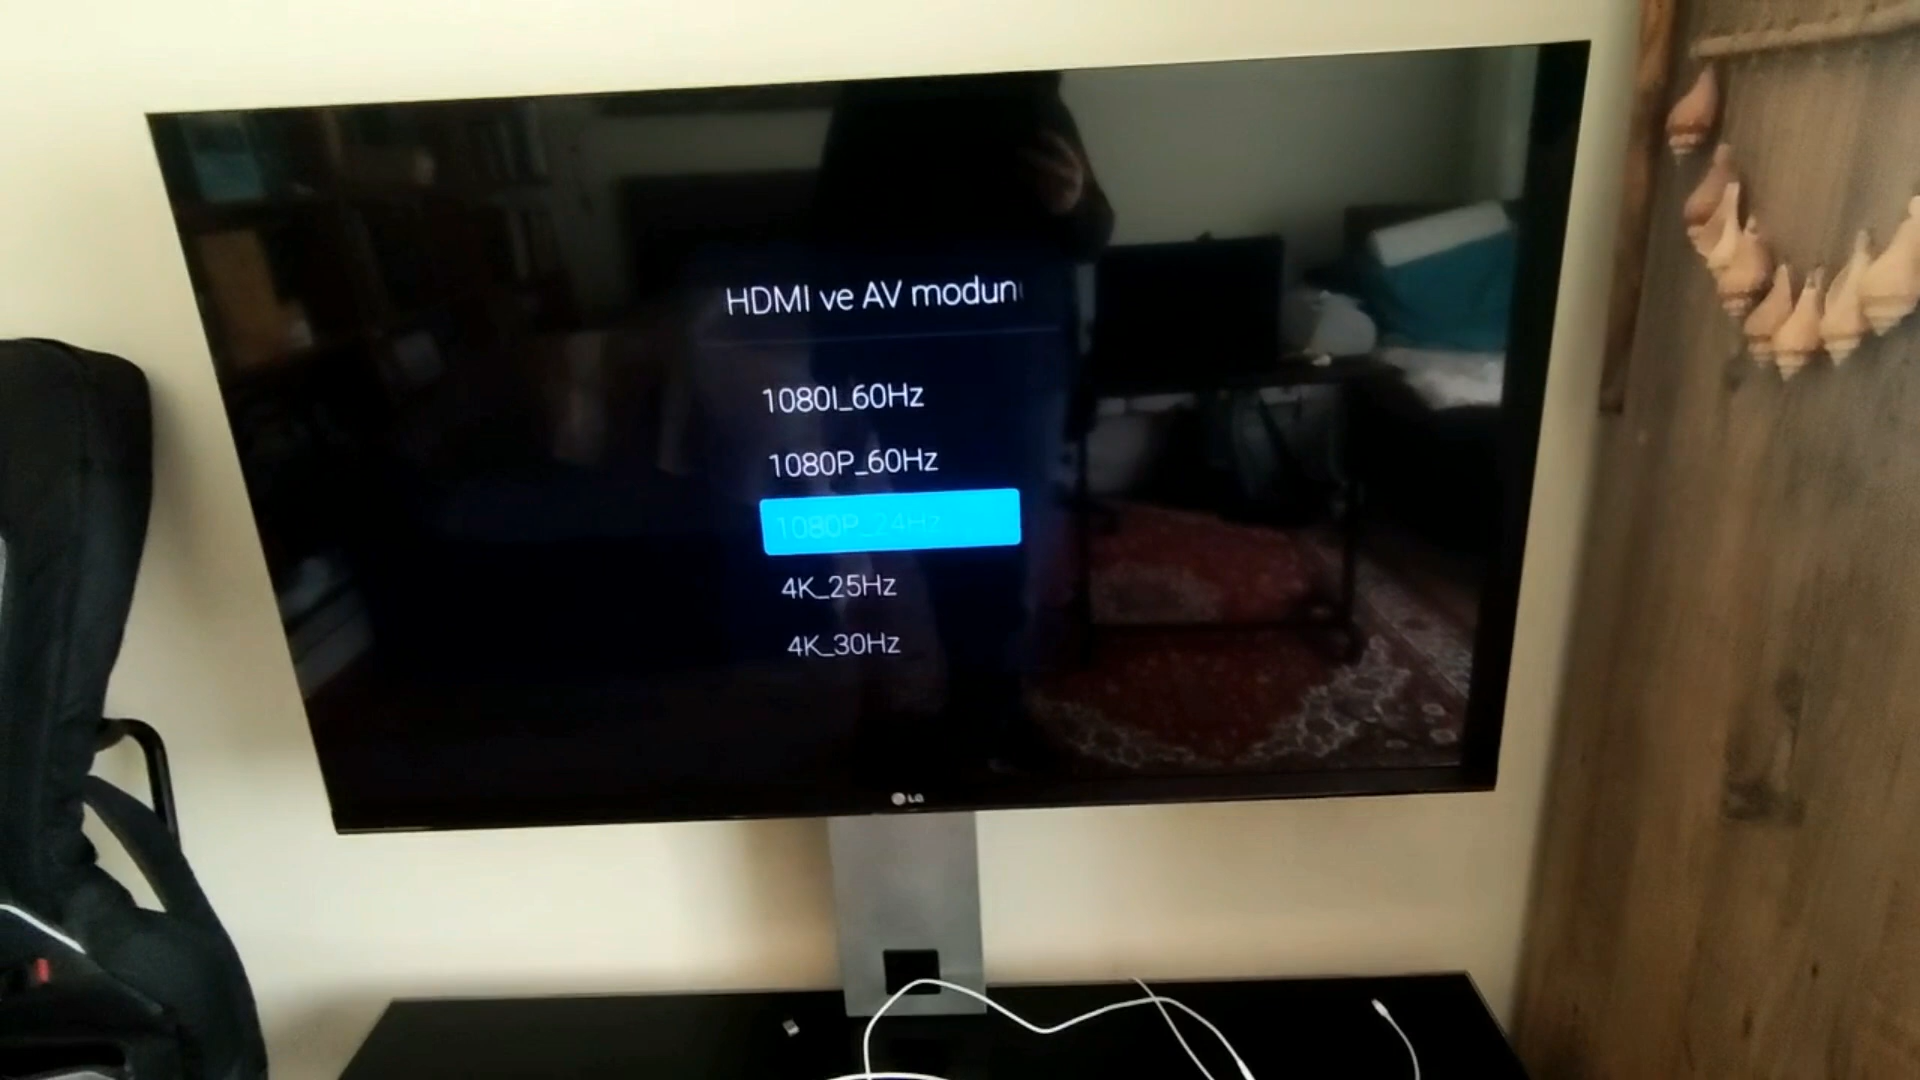 HDMI ve AV modun
1080I_60Hz
1080P_60Hz
1080P_24Hz
4K_25Hz
4K_30Hz
LG